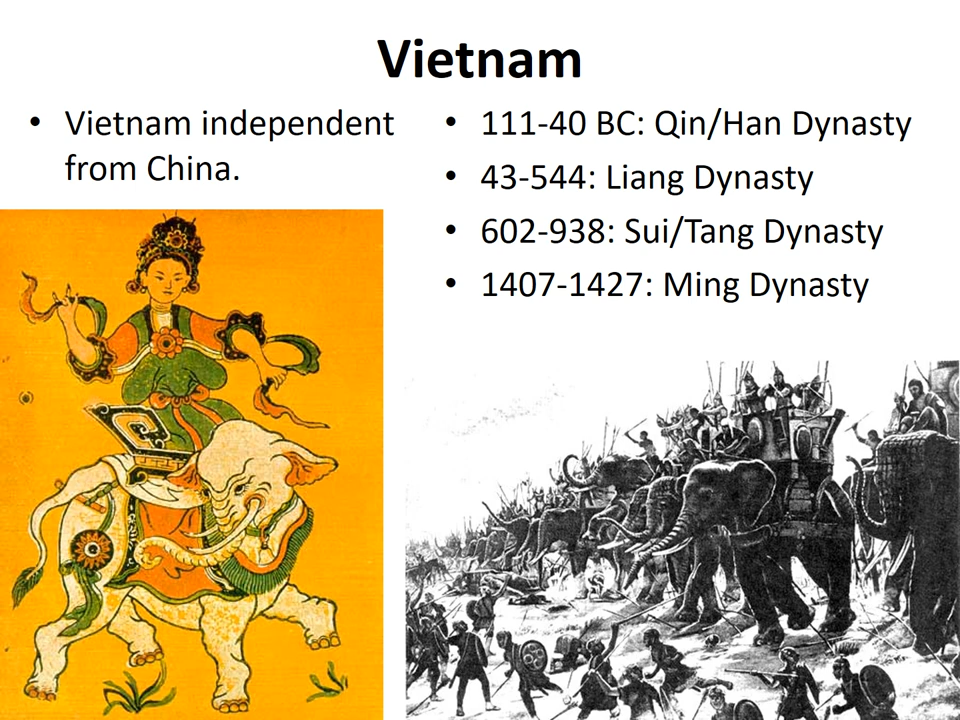 Vietnam
• Vietnam independent
from China.
• 111-40 BC: Qin/Han Dynasty
• 43-544: Liang Dynasty
• 602-938: Sui/Tang Dynasty
• 1407-1427: Ming Dynasty